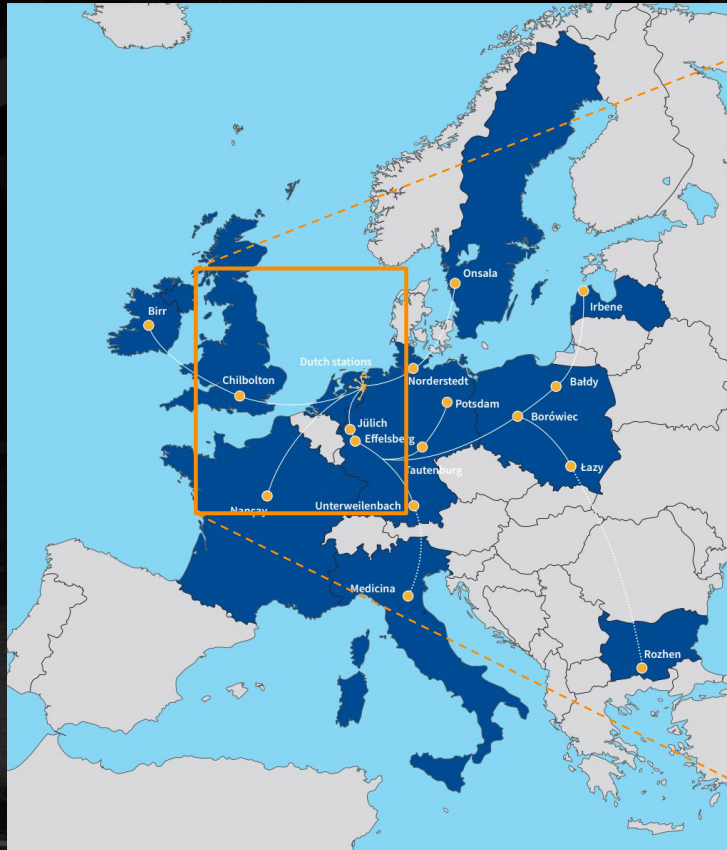 Onsala
Irbene
Birr
Dutch stations
Norderstedt
Chilbolton
Bałdy
Potsdam
Borówiec
Jülich
Effelsberg
Tautenburg
Łazy
Nançay
Unterweilenbach
Medicina
Rozhen